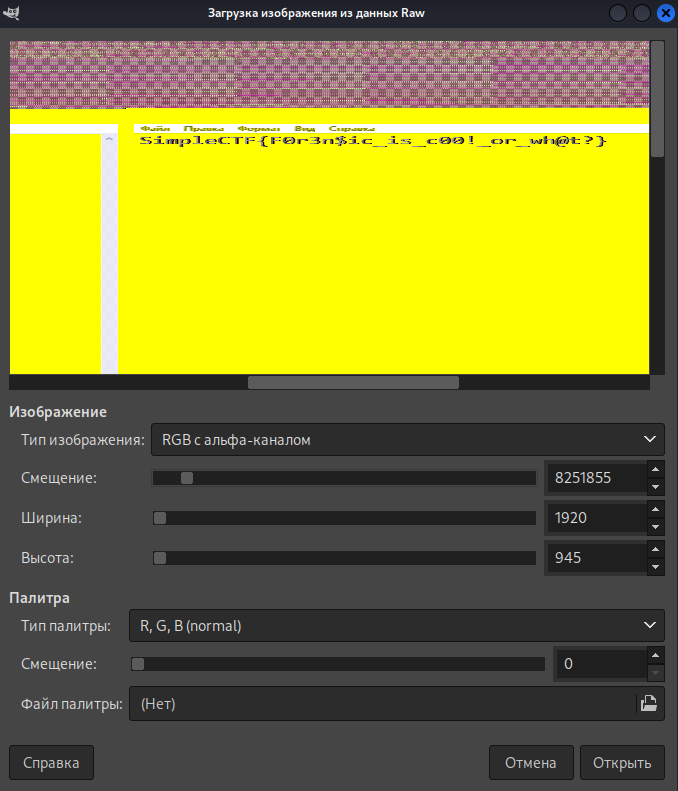 Загрузка изображения из данных Raw
Файл Правка Формат Вид Справка
SimpleCTF{F0r3n$ic_is_c00!_or_wh@t?}
Изображение
Тип изображения: RGB с альфа-каналом
Смещение: 8251855
Ширина: 1920
Высота: 945
Палитра
Тип палитры: R, G, B (normal)
Смещение: 0
Файл палитры: (Нет)
Справка Отмена Открыть